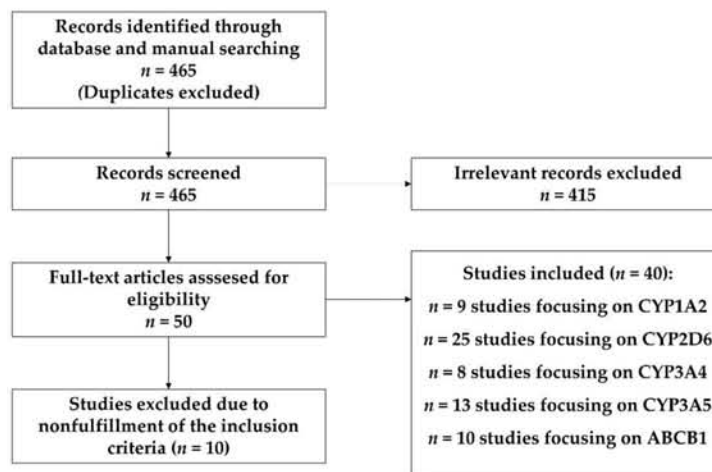 Records identified through
database and manual searching
n = 465
(Duplicates excluded)
Records screened
n = 465
Irrelevant records excluded
n = 415
Full-text articles asssesed for
eligibility
n = 50
Studies included (n = 40):
n = 9 studies focusing on CYP1A2
n = 25 studies focusing on CYP2D6
n = 8 studies focusing on CYP3A4
n = 13 studies focusing on CYP3A5
n = 10 studies focusing on ABCB1
Studies excluded due to
nonfulfillment of the inclusion
criteria (n = 10)